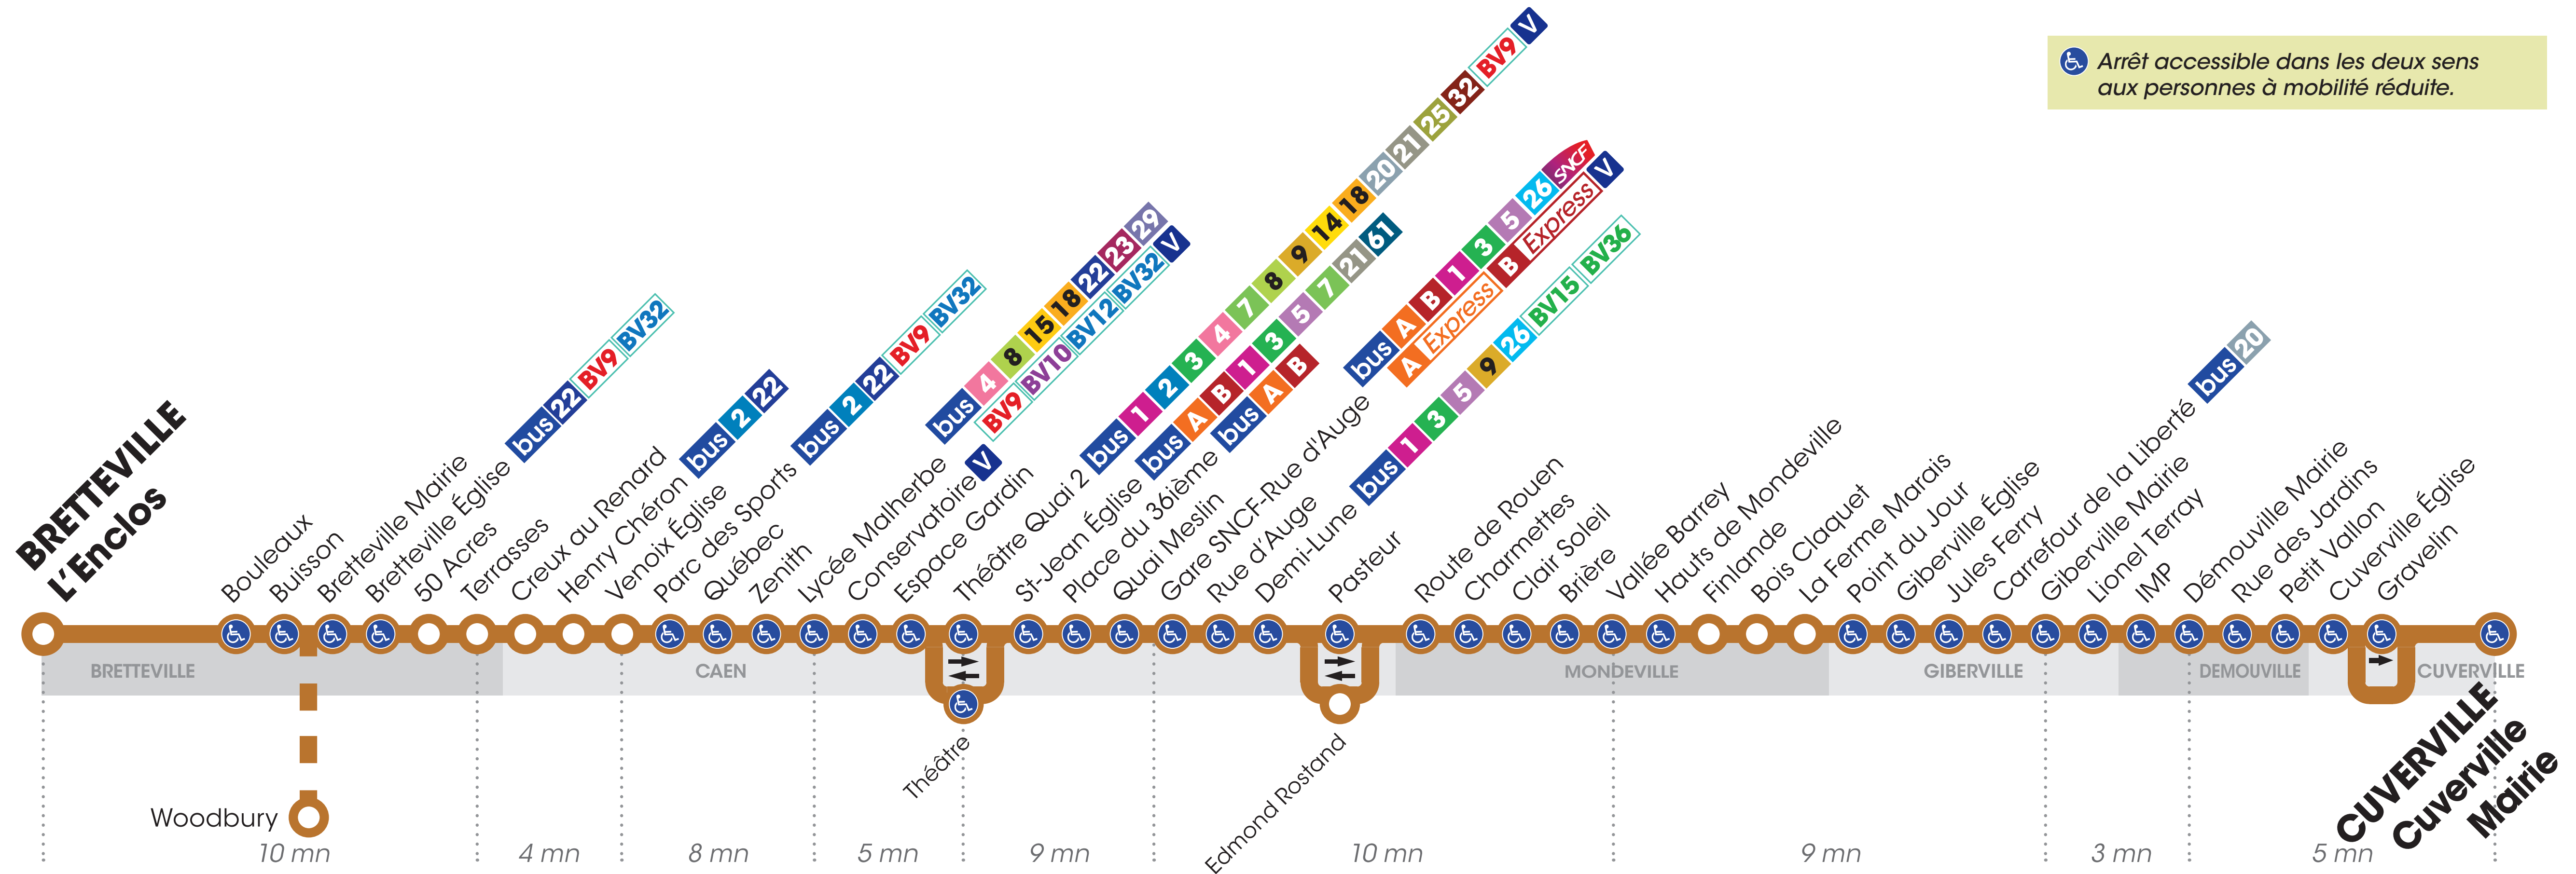 Arrêt accessible dans les deux sens
aux personnes à mobilité réduite.
BRETTEVILLE
L'Enclos
Bouleaux
Buisson
Bretteville Mairie
Bretteville Église
bus 22 BV9 BV32
50 Acres
Terrasses
Creux au Renard
Henry Chéron
bus 2 22
Venoix Église
Parc des Sports
bus 2 22 BV9 BV32
Québec
Zenith
Lycée Malherbe
bus 4 8 15 18 22 23 29
BV9 BV10 BV12 BV32 V
Conservatoire
V
Espace Gardin
Théâtre Quai 2
bus 1 2 3 4 7 8 9 14 18 20 21 25 32 BV9 V
St-Jean Église
bus A B 1 3 5 7 21 61
Place du 36ième
bus A B
Quai Meslin
Gare SNCF-Rue d'Auge
bus A B 1 3 5 26 SNCF
A Express B Express V
Rue d'Auge
Demi-Lune
bus 1 3 5 9 26 BV15 BV36
Pasteur
Route de Rouen
Charmettes
Clair Soleil
Brière
Vallée Barrey
Hauts de Mondeville
Finlande
Bois Claquet
La Ferme Marais
Point du Jour
Giberville Église
Jules Ferry
Carrefour de la Liberté
bus 20
Giberville Mairie
Lionel Terray
IMP
Démouville Mairie
Rue des Jardins
Petit Vallon
Cuverville Église
Gravelin
BRETTEVILLE
CAEN
MONDEVILLE
GIBERVILLE
DEMOUVILLE
CUVERVILLE
CUVERVILLE
Cuverville
Mairie
Théâtre
Edmond Rostand
Woodbury
10 mn
4 mn
8 mn
5 mn
9 mn
10 mn
9 mn
3 mn
5 mn